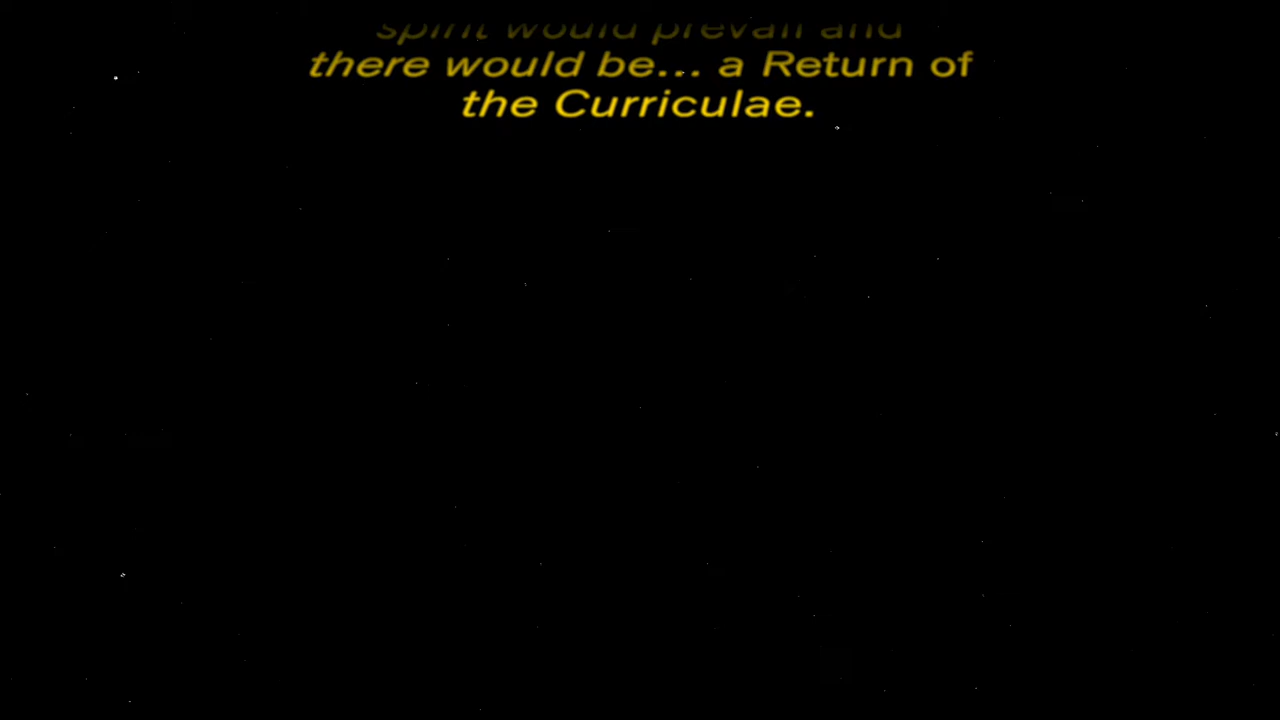 spirit would prevail and
there would be... a Return of
the Curriculae.